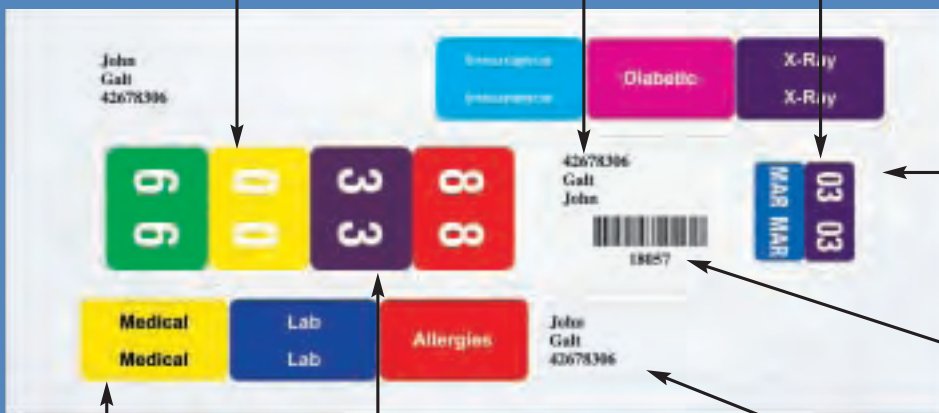 John
Galt
42678306
Diabetic
X-Ray
X-Ray
6 0 3 8
6 0 3 8
42678306
Galt
John
18057
MAR MAR
03 03
Medical
Medical
Lab
Lab
Allergies
John
Galt
42678306